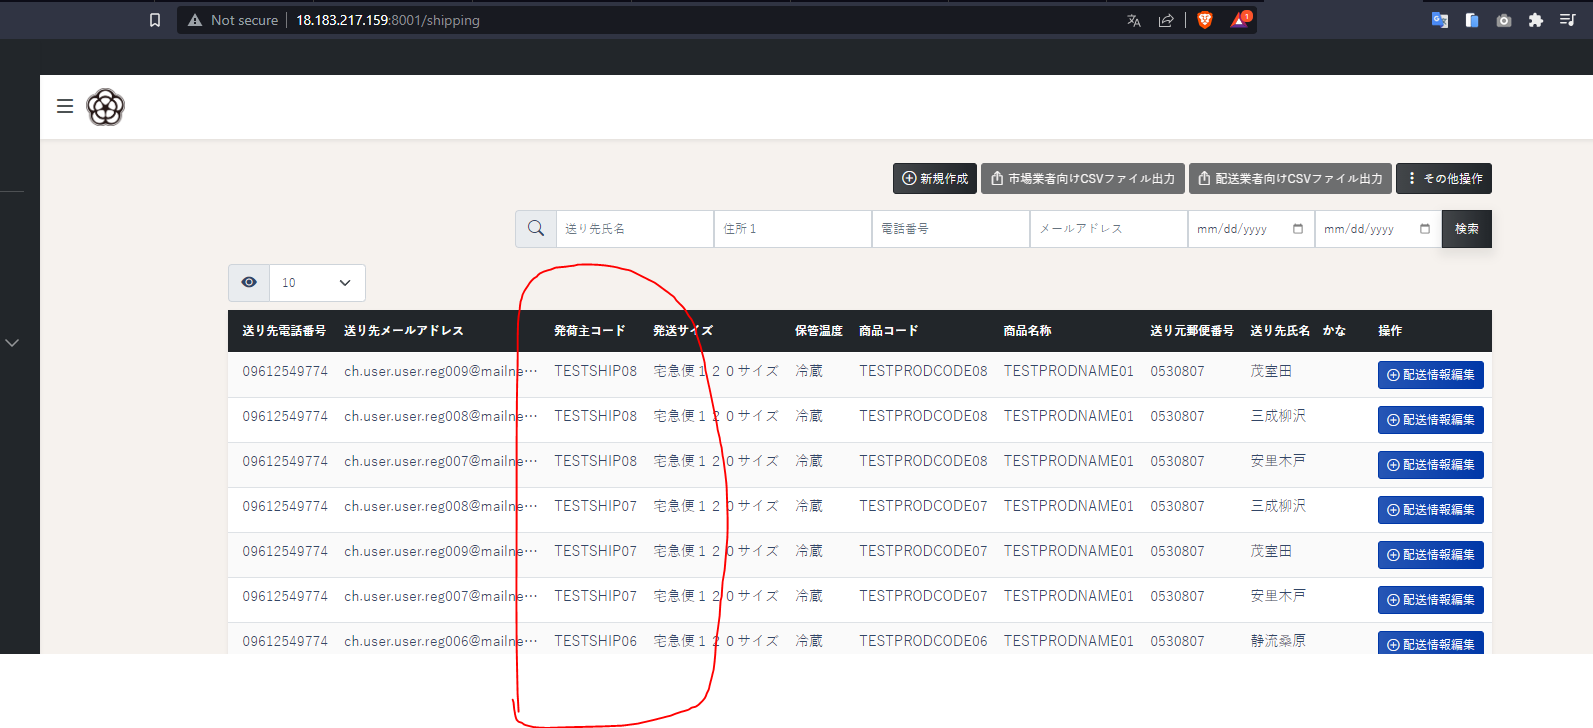 Not secure 18.183.217.159:8001/shipping 1
新規作成 市場業者向けCSVファイル出力 配送業者向けCSVファイル出力 その他操作
送り先氏名 住所１ 電話番号 メールアドレス mm/dd/yyyy mm/dd/yyyy 検索
10
送り先電話番号 送り先メールアドレス 発荷主コード 発送サイズ 保管温度 商品コード 商品名称 送り元郵便番号 送り先氏名 かな 操作
09612549774 ch.user.user.reg009@mailne… TESTSHIP08 宅急便１２０サイズ 冷蔵 TESTPRODCODE08 TESTPRODNAME01 0530807 茂室田 配送情報編集
09612549774 ch.user.user.reg008@mailne… TESTSHIP08 宅急便１２０サイズ 冷蔵 TESTPRODCODE08 TESTPRODNAME01 0530807 三成柳沢 配送情報編集
09612549774 ch.user.user.reg007@mailne… TESTSHIP08 宅急便１２０サイズ 冷蔵 TESTPRODCODE08 TESTPRODNAME01 0530807 安里木戸 配送情報編集
09612549774 ch.user.user.reg008@mailne… TESTSHIP07 宅急便１２０サイズ 冷蔵 TESTPRODCODE07 TESTPRODNAME01 0530807 三成柳沢 配送情報編集
09612549774 ch.user.user.reg009@mailne… TESTSHIP07 宅急便１２０サイズ 冷蔵 TESTPRODCODE07 TESTPRODNAME01 0530807 茂室田 配送情報編集
09612549774 ch.user.user.reg007@mailne… TESTSHIP07 宅急便１２０サイズ 冷蔵 TESTPRODCODE07 TESTPRODNAME01 0530807 安里木戸 配送情報編集
09612549774 ch.user.user.reg006@mailne… TESTSHIP06 宅急便１２０サイズ 冷蔵 TESTPRODCODE06 TESTPRODNAME01 0530807 静流桑原 配送情報編集